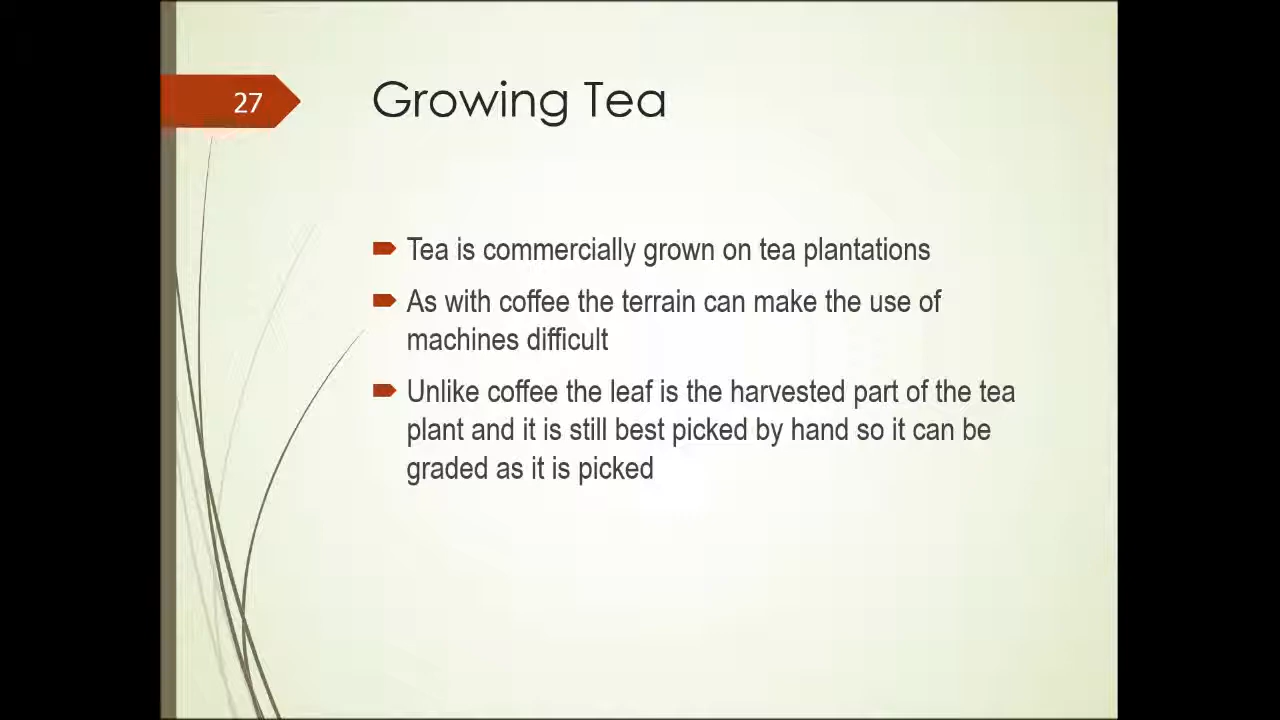 27
Growing Tea
Tea is commercially grown on tea plantations
As with coffee the terrain can make the use of
machines difficult
Unlike coffee the leaf is the harvested part of the tea
plant and it is still best picked by hand so it can be
graded as it is picked